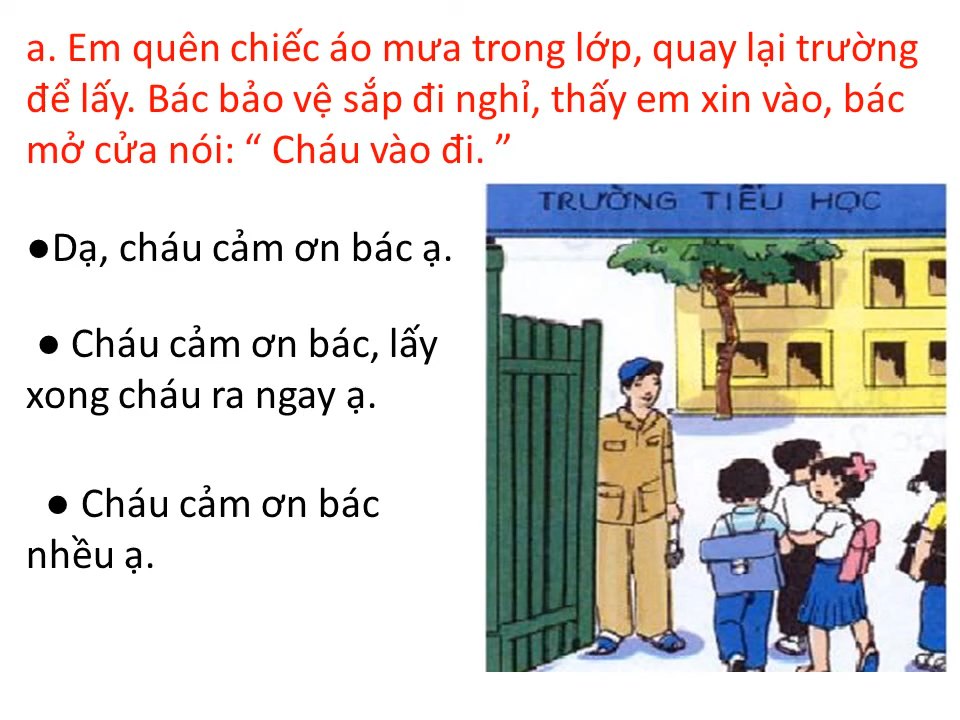 a. Em quên chiếc áo mưa trong lớp, quay lại trường
để lấy. Bác bảo vệ sắp đi nghỉ, thấy em xin vào, bác
mở cửa nói: “ Cháu vào đi. ”
TRƯỜNG TIỂU HỌC
●Dạ, cháu cảm ơn bác ạ.
● Cháu cảm ơn bác, lấy
xong cháu ra ngay ạ.
● Cháu cảm ơn bác
nhều ạ.